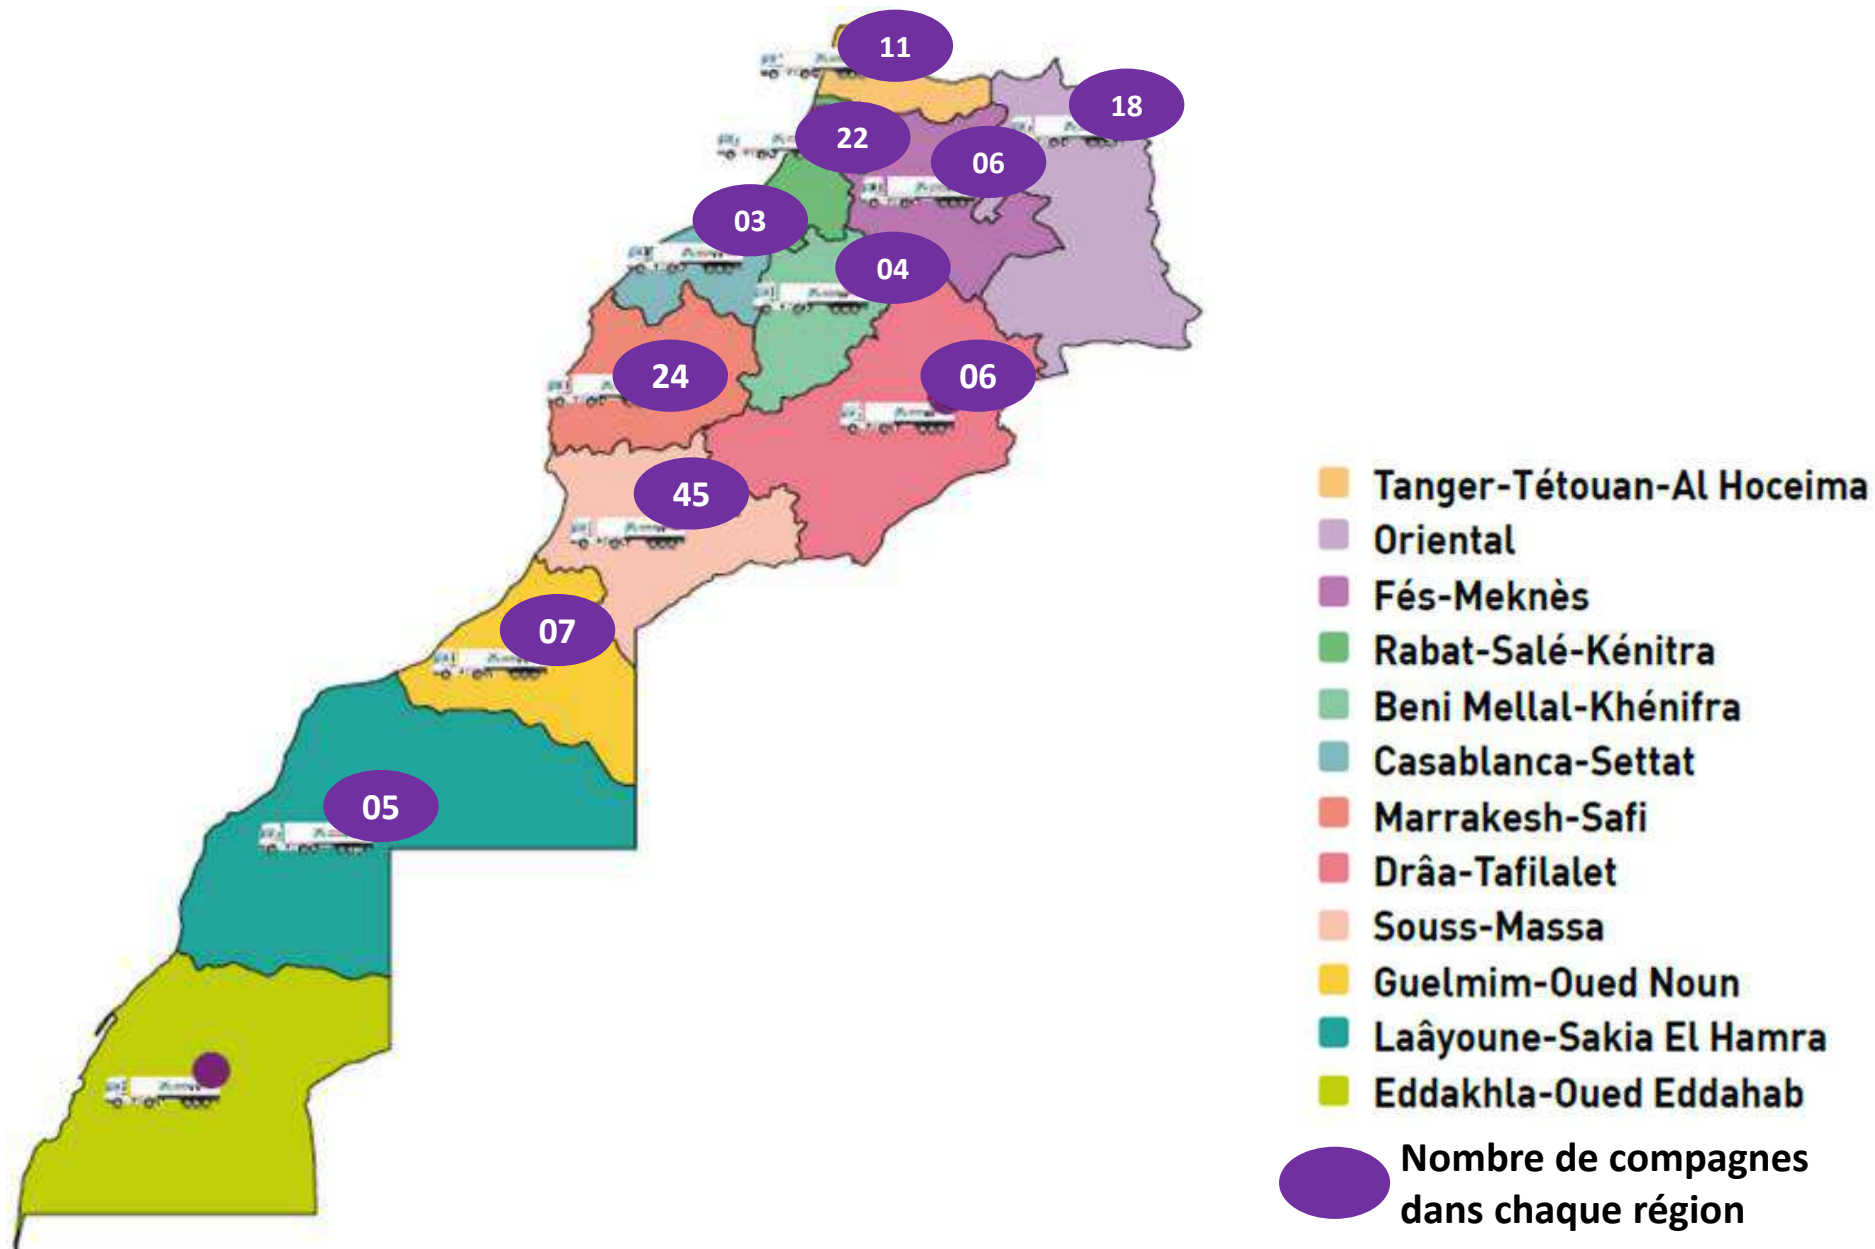 11
18
22
06
03
04
24
06
45
07
05
Tanger-Tétouan-Al Hoceima
Oriental
Fés-Meknès
Rabat-Salé-Kénitra
Beni Mellal-Khénifra
Casablanca-Settat
Marrakesh-Safi
Drâa-Tafilalet
Souss-Massa
Guelmim-Oued Noun
Laâyoune-Sakia El Hamra
Eddakhla-Oued Eddahab
Nombre de compagnes
dans chaque région